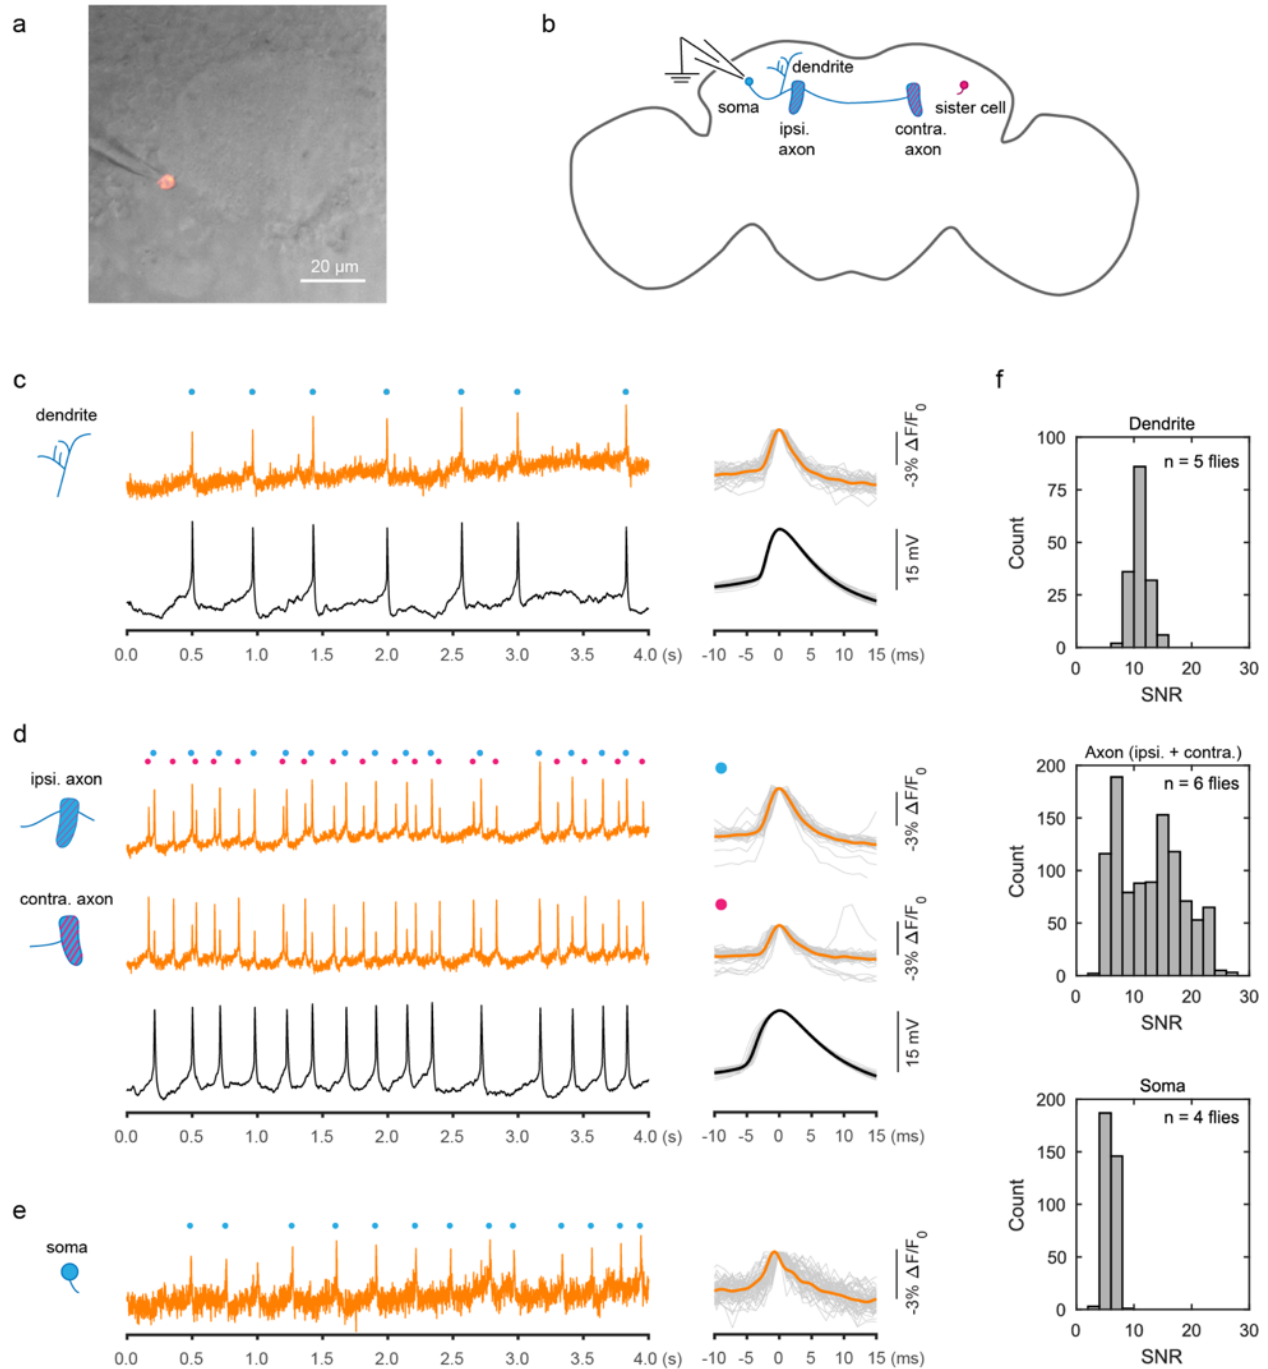 a
20 μm
b
dendrite
soma
ipsi.
axon
contra.
axon
sister cell
c
dendrite
-3% ΔF/F0
15 mV
0.0 0.5 1.0 1.5 2.0 2.5 3.0 3.5 4.0 (s)
-10 -5 0 5 10 15 (ms)
d
ipsi. axon
-3% ΔF/F0
contra. axon
-3% ΔF/F0
15 mV
0.0 0.5 1.0 1.5 2.0 2.5 3.0 3.5 4.0 (s)
-10 -5 0 5 10 15 (ms)
e
soma
-3% ΔF/F0
0.0 0.5 1.0 1.5 2.0 2.5 3.0 3.5 4.0 (s)
-10 -5 0 5 10 15 (ms)
f
Dendrite
n = 5 flies
100
75
50
25
0
Count
0 10 20 30
SNR
Axon (ipsi. + contra.)
n = 6 flies
200
150
100
50
0
Count
0 10 20 30
SNR
Soma
n = 4 flies
200
150
100
50
0
Count
0 10 20 30
SNR